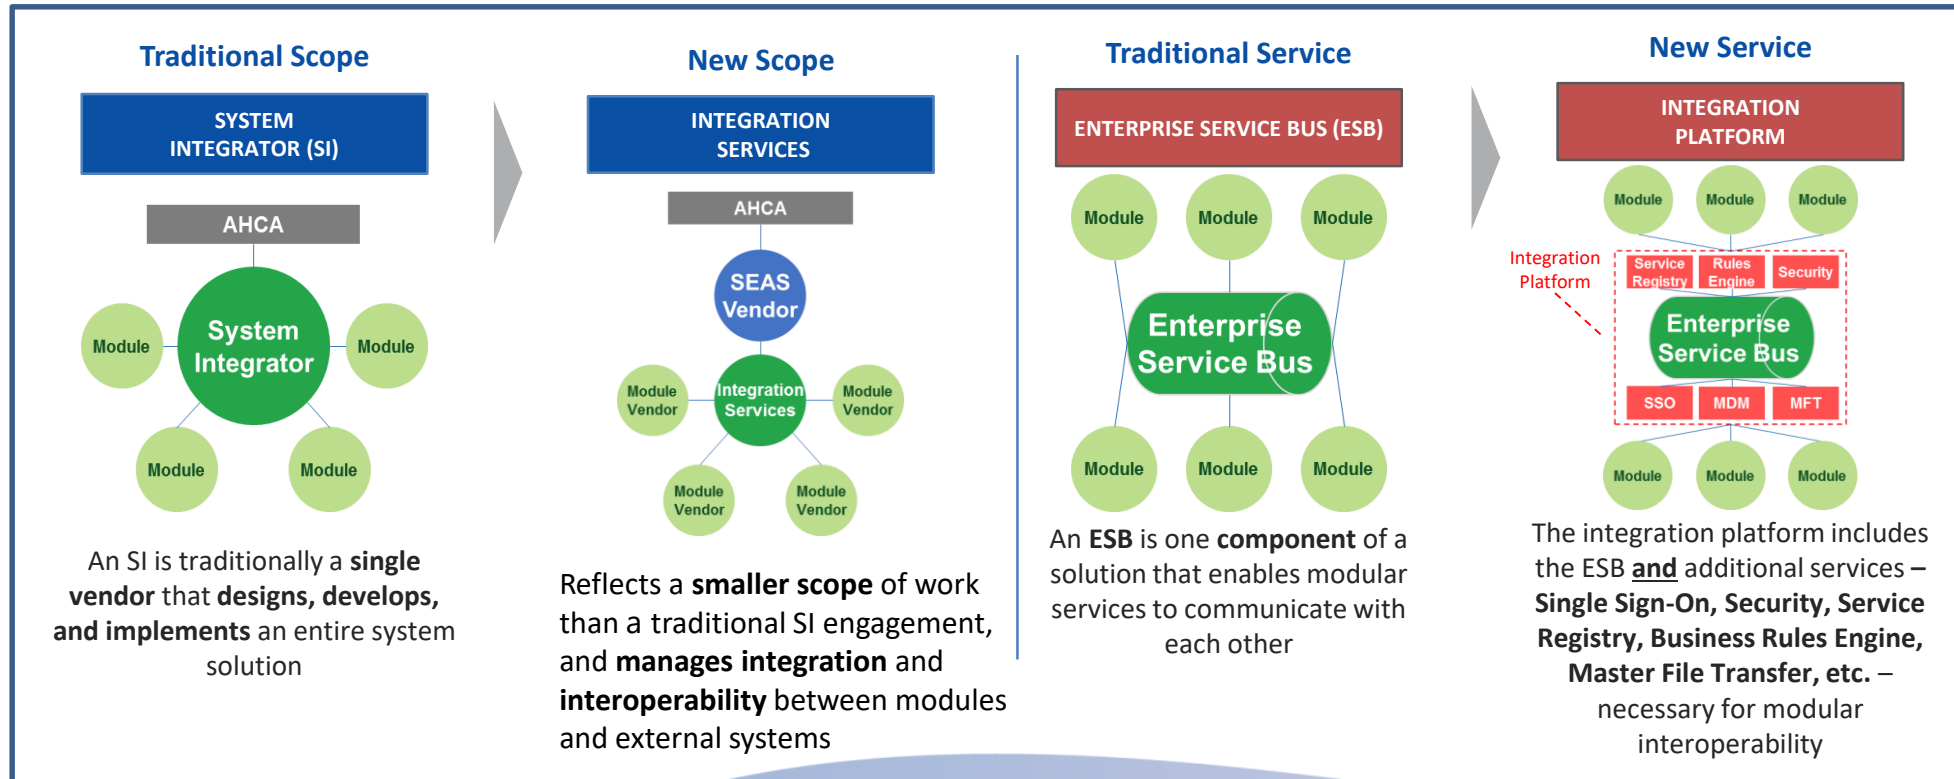 Traditional Scope
SYSTEM
INTEGRATOR (SI)
AHCA
System
Integrator
Module
Module
Module
Module
An SI is traditionally a single
vendor that designs, develops,
and implements an entire system
solution
New Scope
INTEGRATION
SERVICES
AHCA
SEAS
Vendor
Module
Vendor
Integration
Services
Module
Vendor
Module
Vendor
Module
Vendor
Reflects a smaller scope of work
than a traditional SI engagement,
and manages integration and
interoperability between modules
and external systems
Traditional Service
ENTERPRISE SERVICE BUS (ESB)
Module
Module
Module
Enterprise
Service Bus
Module
Module
Module
An ESB is one component of a
solution that enables modular
services to communicate with
each other
New Service
INTEGRATION
PLATFORM
Module
Module
Module
Integration
Platform
Service
Registry
Rules
Engine
Security
Enterprise
Service Bus
SSO
MDM
MFT
Module
Module
Module
The integration platform includes
the ESB and additional services –
Single Sign-On, Security, Service
Registry, Business Rules Engine,
Master File Transfer, etc. –
necessary for modular
interoperability